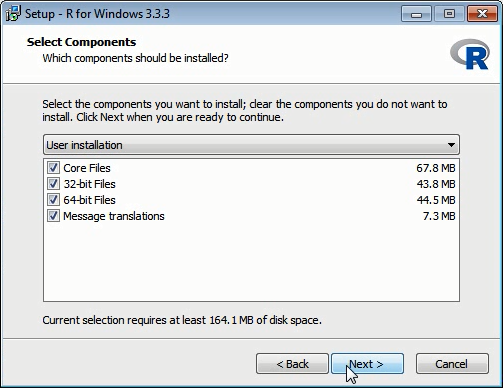 Setup - R for Windows 3.3.3
Select Components
Which components should be installed?
R
Select the components you want to install; clear the components you do not want to
install. Click Next when you are ready to continue.
User installation
Core Files 67.8 MB
32-bit Files 43.8 MB
64-bit Files 44.5 MB
Message translations 7.3 MB
Current selection requires at least 164.1 MB of disk space.
< Back Next > Cancel